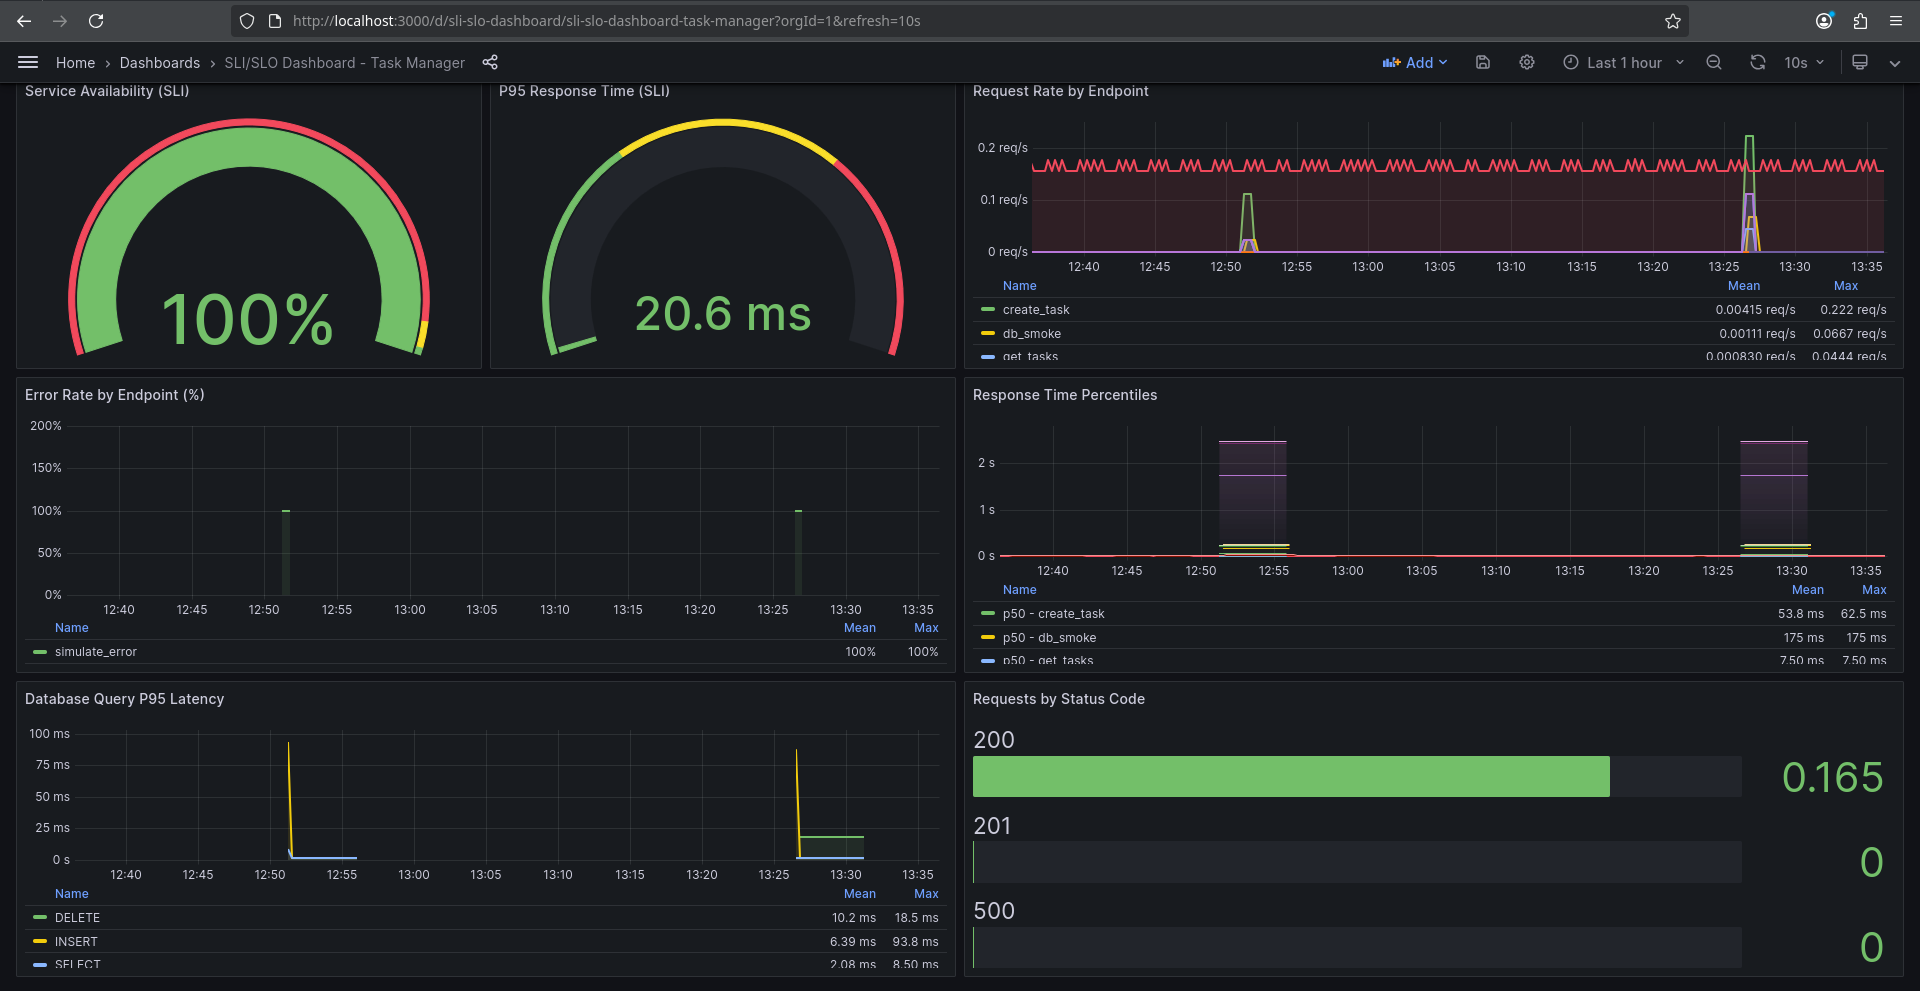 http://localhost:3000/d/sli-slo-dashboard/sli-slo-dashboard-task-manager?orgId=1&refresh=10s
Home › Dashboards › SLI/SLO Dashboard - Task Manager
Add
Last 1 hour
10s
Service Availability (SLI)
100%
P95 Response Time (SLI)
20.6 ms
Request Rate by Endpoint
0.2 req/s
0.1 req/s
0 req/s
12:40 12:45 12:50 12:55 13:00 13:05 13:10 13:15 13:20 13:25 13:30 13:35
Name Mean Max
create_task 0.00415 req/s 0.222 req/s
db_smoke 0.00111 req/s 0.0667 req/s
get_tasks 0.000830 req/s 0.0444 req/s
Error Rate by Endpoint (%)
200%
150%
100%
50%
0%
12:40 12:45 12:50 12:55 13:00 13:05 13:10 13:15 13:20 13:25 13:30 13:35
Name Mean Max
simulate_error 100% 100%
Response Time Percentiles
2 s
1 s
0 s
12:40 12:45 12:50 12:55 13:00 13:05 13:10 13:15 13:20 13:25 13:30 13:35
Name Mean Max
p50 - create_task 53.8 ms 62.5 ms
p50 - db_smoke 175 ms 175 ms
p50 - get_tasks 7.50 ms 7.50 ms
Database Query P95 Latency
100 ms
75 ms
50 ms
25 ms
0 s
12:40 12:45 12:50 12:55 13:00 13:05 13:10 13:15 13:20 13:25 13:30 13:35
Name Mean Max
DELETE 10.2 ms 18.5 ms
INSERT 6.39 ms 93.8 ms
SELECT 2.08 ms 8.50 ms
Requests by Status Code
200
0.165
201
0
500
0